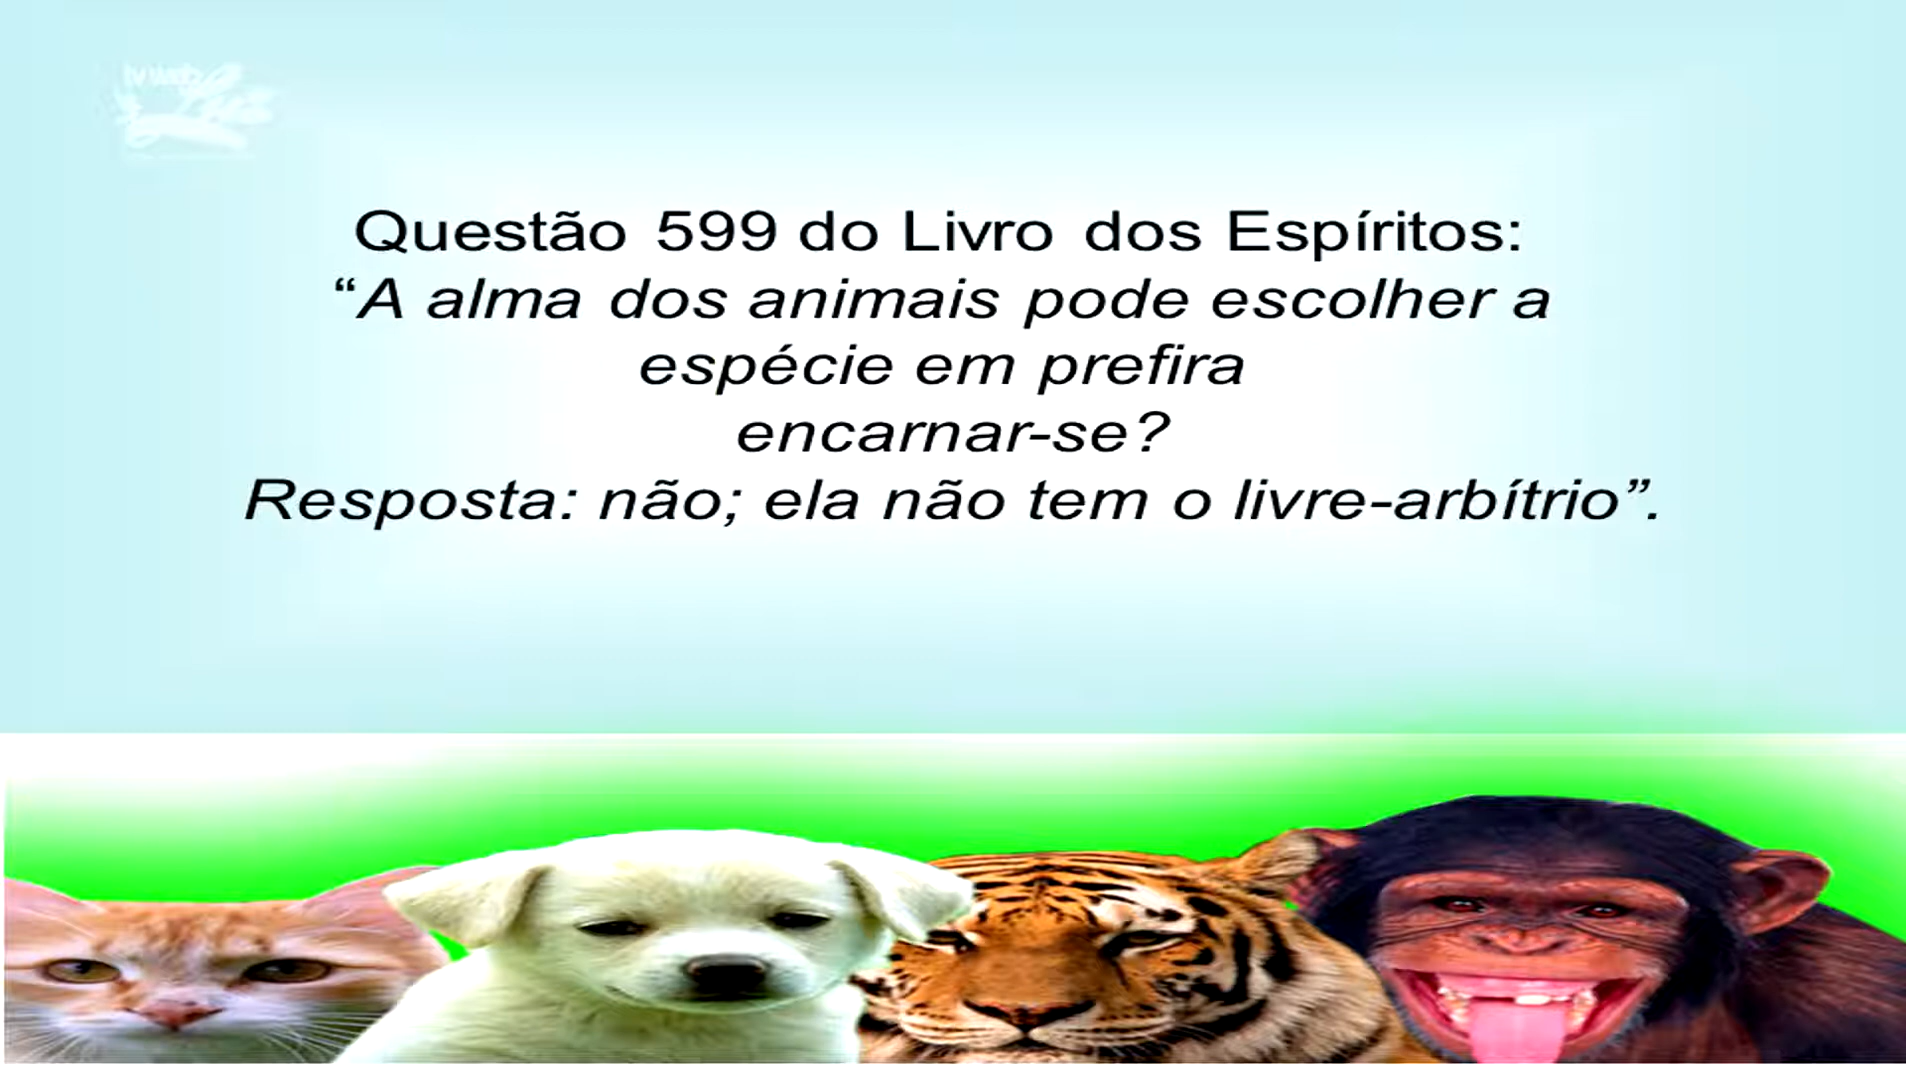 Questão 599 do Livro dos Espíritos:
“A alma dos animais pode escolher a
espécie em prefira
encarnar-se?
Resposta: não; ela não tem o livre-arbítrio”.